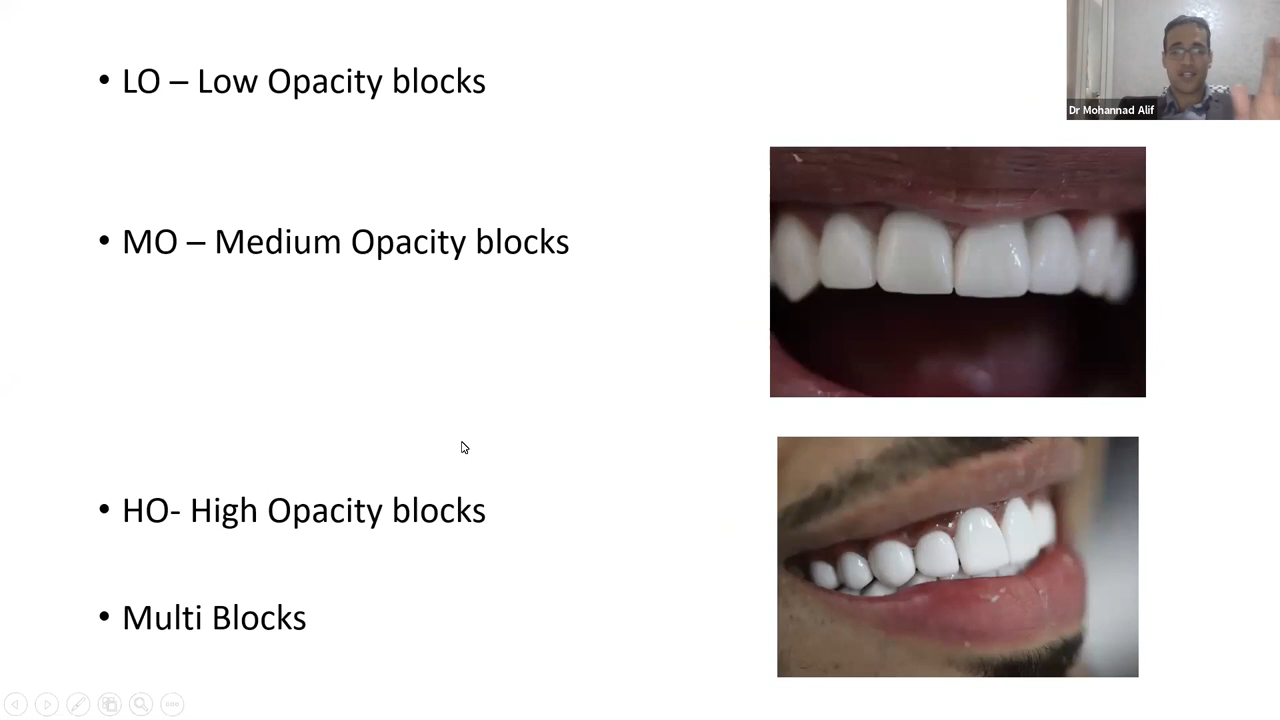 • LO – Low Opacity blocks
Dr Mohannad Alif
• MO – Medium Opacity blocks
• HO- High Opacity blocks
• Multi Blocks